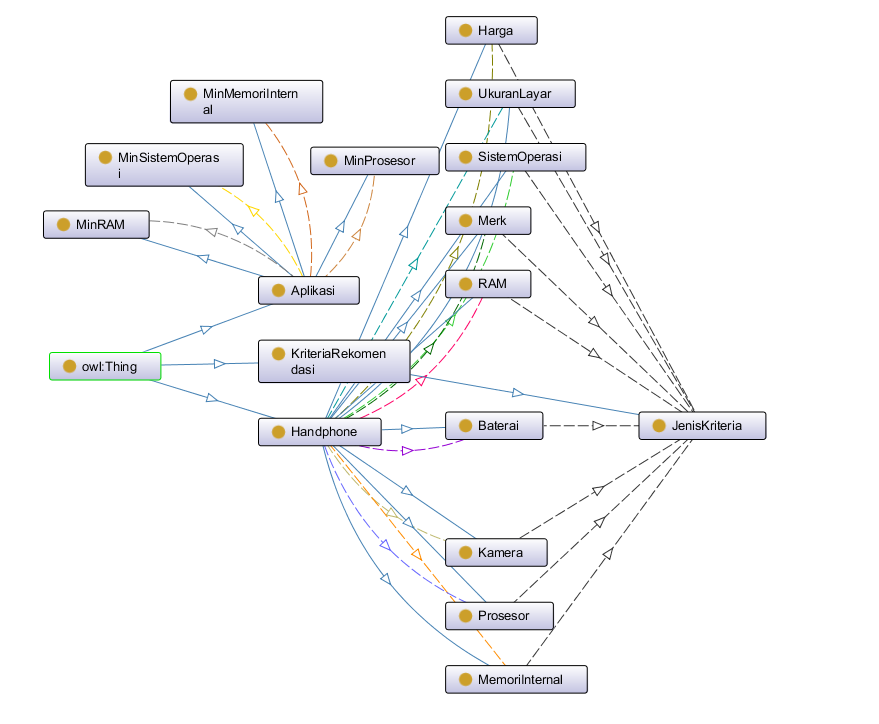 Harga
MinMemoriIntern
al
UkuranLayar
MinSistemOperas
i
MinProsesor
SistemOperasi
MinRAM
Merk
Aplikasi
RAM
owl:Thing
KriteriaRekomen
dasi
Handphone
Baterai
JenisKriteria
Kamera
Prosesor
MemoriInternal